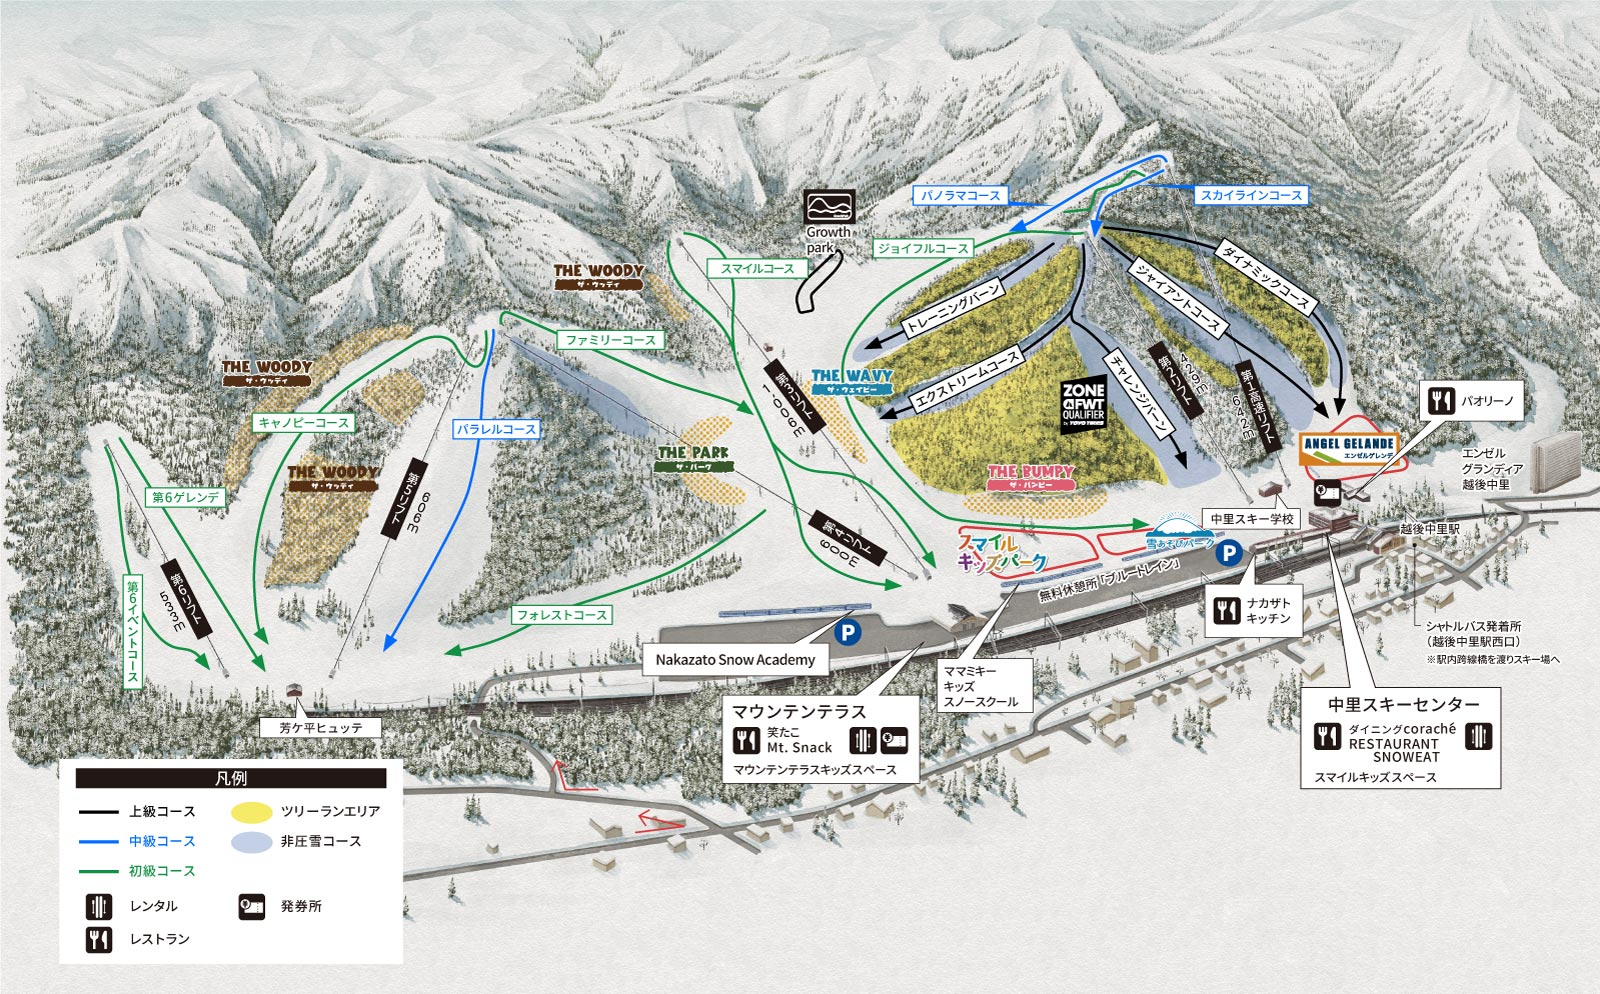 パノラマコース
スカイラインコース
Growth
park
ジョイフルコース
スマイルコース
THE WOODY
ザ・ウッディ
トレーニングバーン
ジャイアントコース
ダイナミックコース
ファミリーコース
THE WOODY
ザ・ウッディ
THE WAVY
ザ・ウェイビー
第3リフト
1,006m
エクストリームコース
チャレンジバーン
ZONE
4 FWT
QUALIFIER
by YOYO TREES
第2リフト
429m
第1高速リフト
642m
パオリーノ
キャノピーコース
パラレルコース
THE PARK
ザ・パーク
ANGEL GELANDE
エンゼルグレンデ
エンゼル
グランディア
越後中里
THE WOODY
ザ・ウッディ
THE BUMPY
ザ・バンピー
第6ゲレンデ
第5リフト
606m
第4リフト
600m
中里スキー学校
越後中里駅
スマイル
キッズパーク
雪あそびパーク
P
無料休憩所「ブルートレイン」
第6イベントコース
第6リフト
533m
フォレストコース
ナカザト
キッチン
シャトルバス発着所
(越後中里駅西口)
※駅内跨線橋を渡りスキー場へ
P
Nakazato Snow Academy
ママミキー
キッズ
スノースクール
芳ケ平ヒュッテ
マウンテンテラス
笑たこ
Mt. Snack
マウンテンテラスキッズスペース
中里スキーセンター
ダイニングcoraché
RESTAURANT
SNOWEAT
スマイルキッズスペース
凡例
上級コース
ツリーランエリア
中級コース
非圧雪コース
初級コース
レンタル
発券所
レストラン